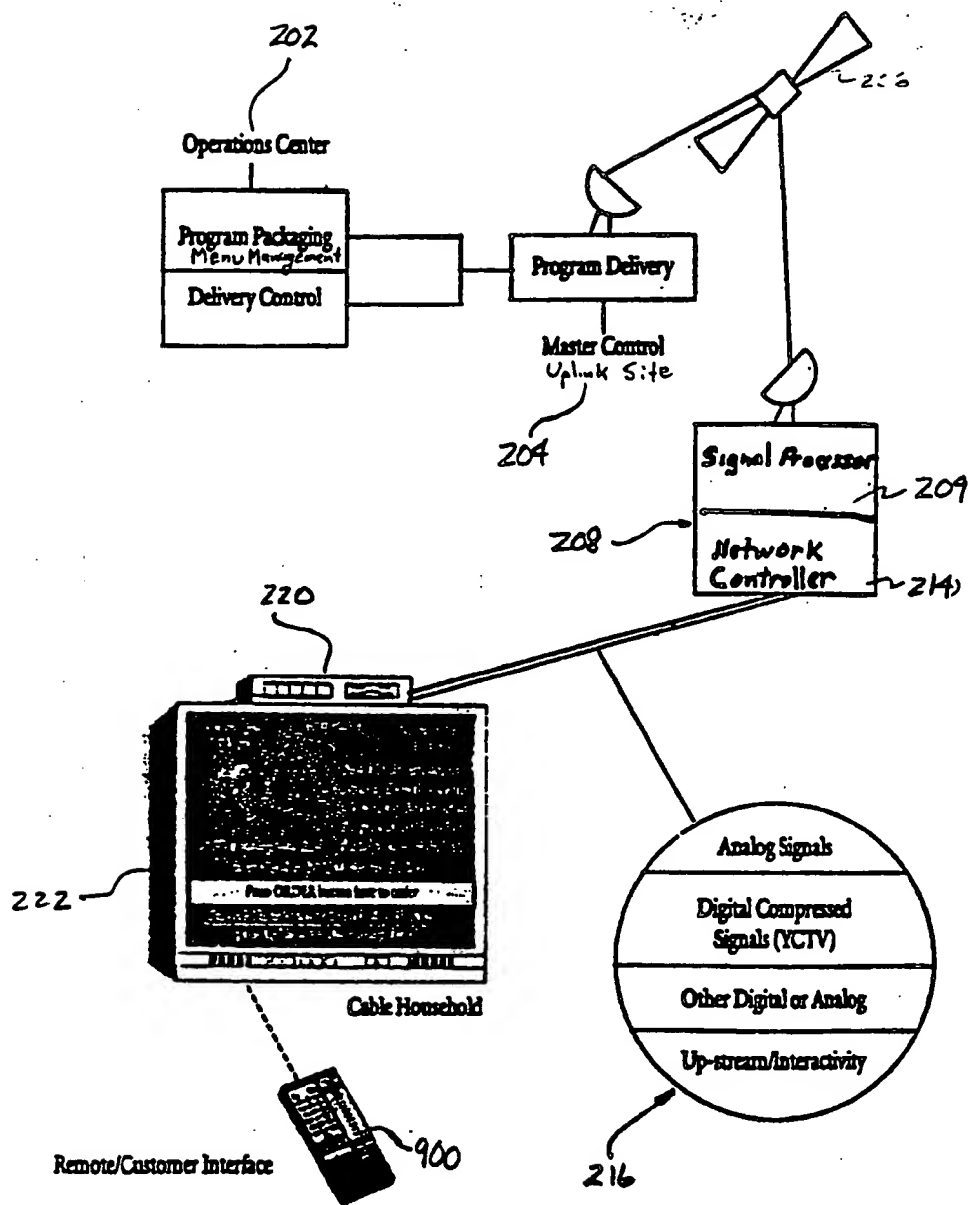 202
Operations Center
Program Packaging
Menu Management
Delivery Control
Program Delivery
Master Control
Uplink Site
204
Signal Processor
209
208
Network
Controller
214
220
222
Cable Household
Analog Signals
Digital Compressed
Signals (YCTV)
Other Digital or Analog
Up-stream/Interactivity
216
900
Remote/Customer Interface